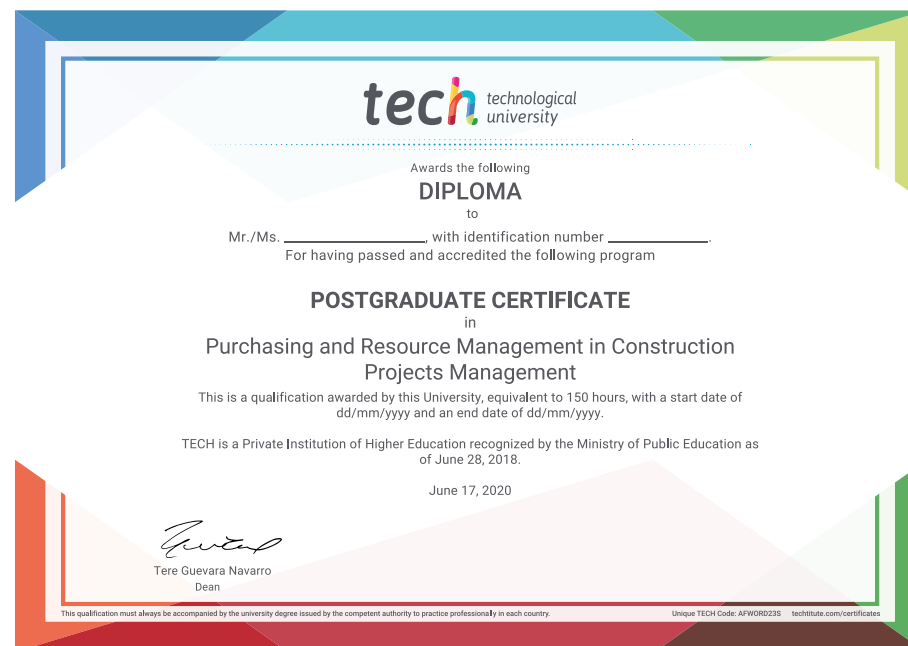 tech technological
university
Awards the following
DIPLOMA
to
Mr./Ms. ____________________, with identification number ______________.
For having passed and accredited the following program
POSTGRADUATE CERTIFICATE
in
Purchasing and Resource Management in Construction
Projects Management
This is a qualification awarded by this University, equivalent to 150 hours, with a start date of
dd/mm/yyyy and an end date of dd/mm/yyyy.
TECH is a Private Institution of Higher Education recognized by the Ministry of Public Education as
of June 28, 2018.
June 17, 2020
Tere Guevara Navarro
Dean
This qualification must always be accompanied by the university degree issued by the competent authority to practice professionally in each country.
Unique TECH Code: AFWORD23S techtitute.com/certificates